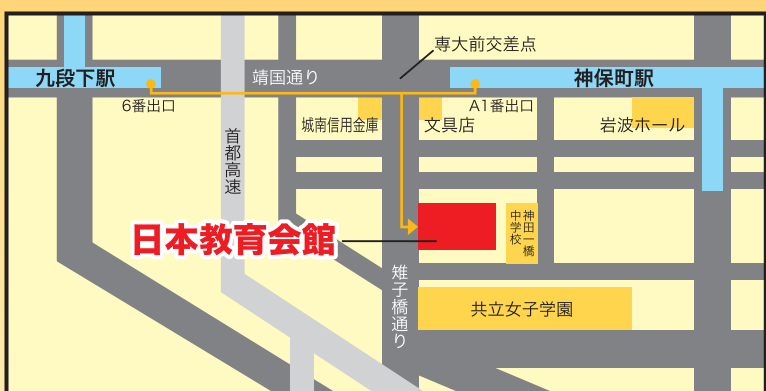 専大前交差点
九段下駅
靖国通り
神保町駅
6番出口
A1番出口
城南信用金庫
文具店
岩波ホール
首都高速
日本教育会館
神田一橋
中学校
雉子橋通り
共立女子学園